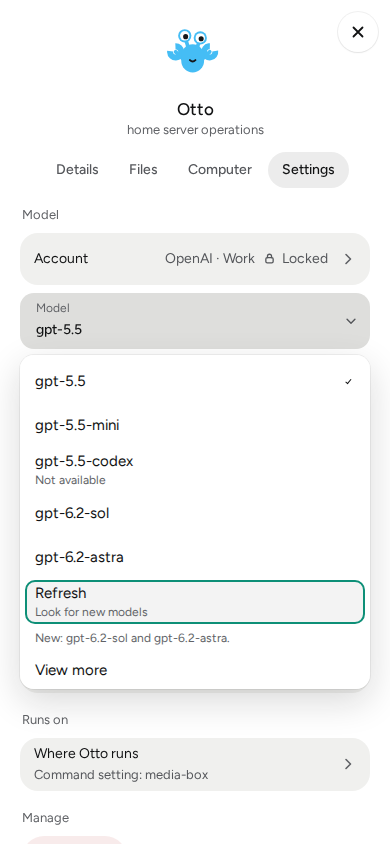 Otto
home server operations
Details Files Computer Settings
Model
Account OpenAI · Work Locked
Model
gpt-5.5
gpt-5.5
gpt-5.5-mini
gpt-5.5-codex
Not available
gpt-6.2-sol
gpt-6.2-astra
Refresh
Look for new models
New: gpt-6.2-sol and gpt-6.2-astra.
View more
Runs on
Where Otto runs
Command setting: media-box
Manage